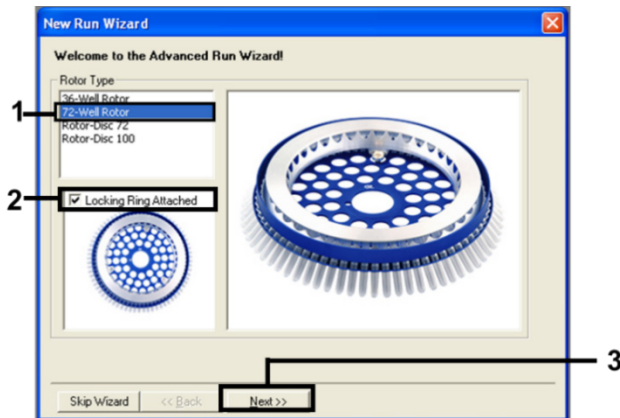 New Run Wizard
Welcome to the Advanced Run Wizard!
Rotor Type
36-Well Rotor
1
72-Well Rotor
Rotor-Disc 72
Rotor-Disc 100
2
Locking Ring Attached
3
Skip Wizard
<< Back
Next >>